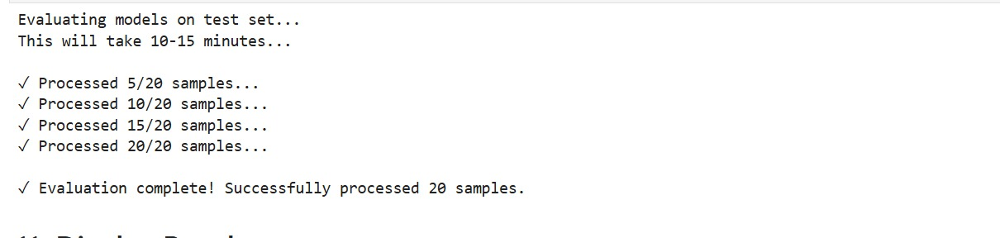 Evaluating models on test set...
This will take 10-15 minutes...
✓ Processed 5/20 samples...
✓ Processed 10/20 samples...
✓ Processed 15/20 samples...
✓ Processed 20/20 samples...
✓ Evaluation complete! Successfully processed 20 samples.